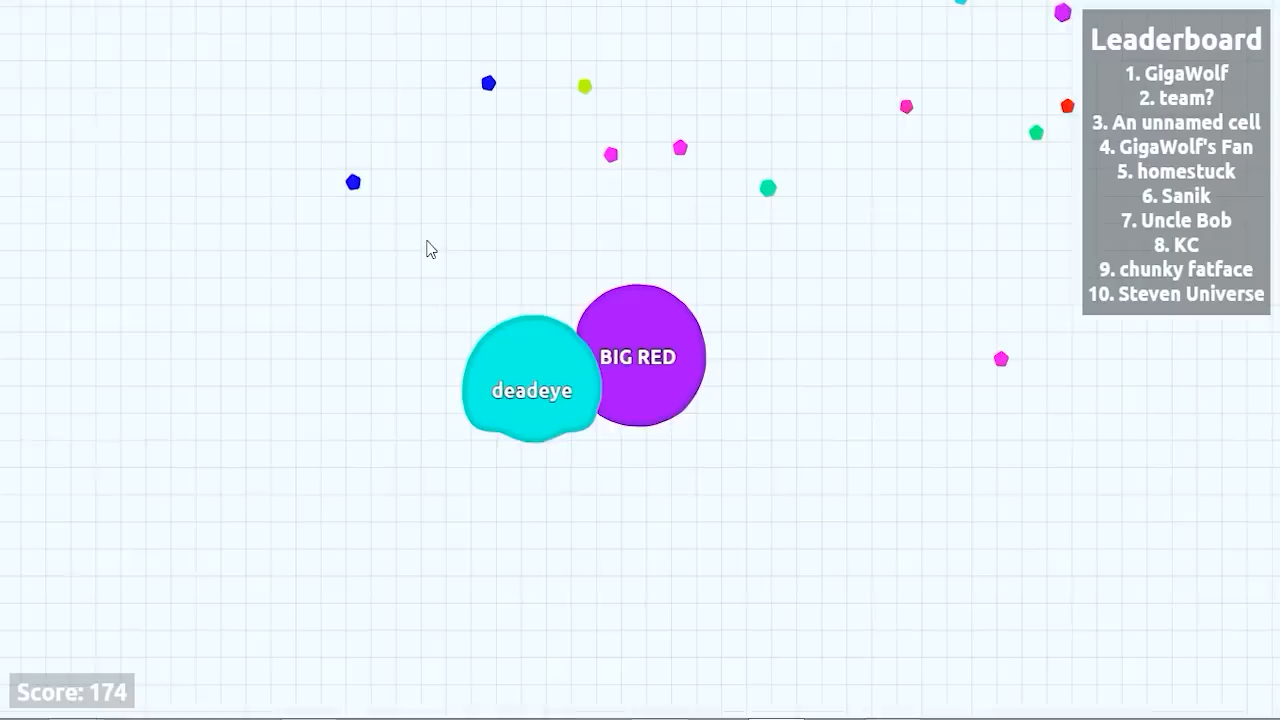 Leaderboard
1. GigaWolf
2. team?
3. An unnamed cell
4. GigaWolf's Fan
5. homestuck
6. Sanik
7. Uncle Bob
8. KC
9. chunky fatface
10. Steven Universe
BIG RED
deadeye
Score: 174